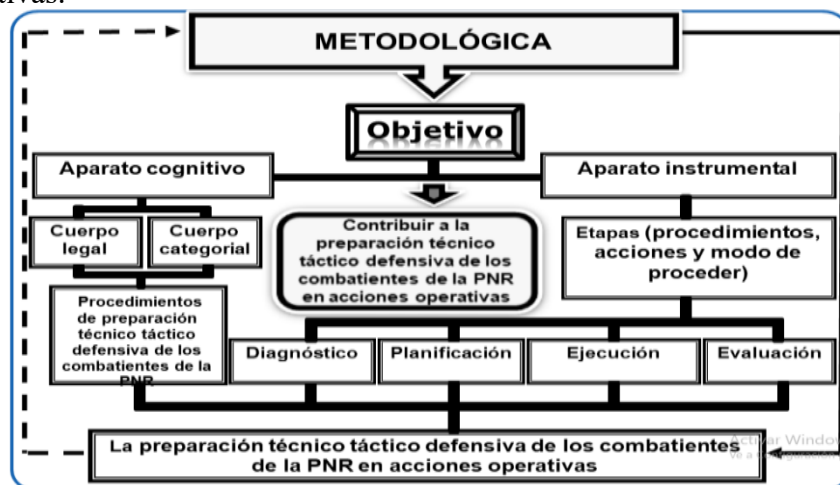 METODOLÓGICA
Objetivo
Aparato cognitivo
Aparato instrumental
Cuerpo
legal
Cuerpo
categorial
Contribuir a la
preparación técnico
táctico defensiva de los
combatientes de la PNR
en acciones operativas
Etapas (procedimientos,
acciones y modo de
proceder)
Procedimientos
de preparación
técnico táctico
defensiva de los
combatientes de la
PNR
Diagnóstico
Planificación
Ejecución
Evaluación
La preparación técnico táctico defensiva de los combatientes
de la PNR en acciones operativas
Activar Window